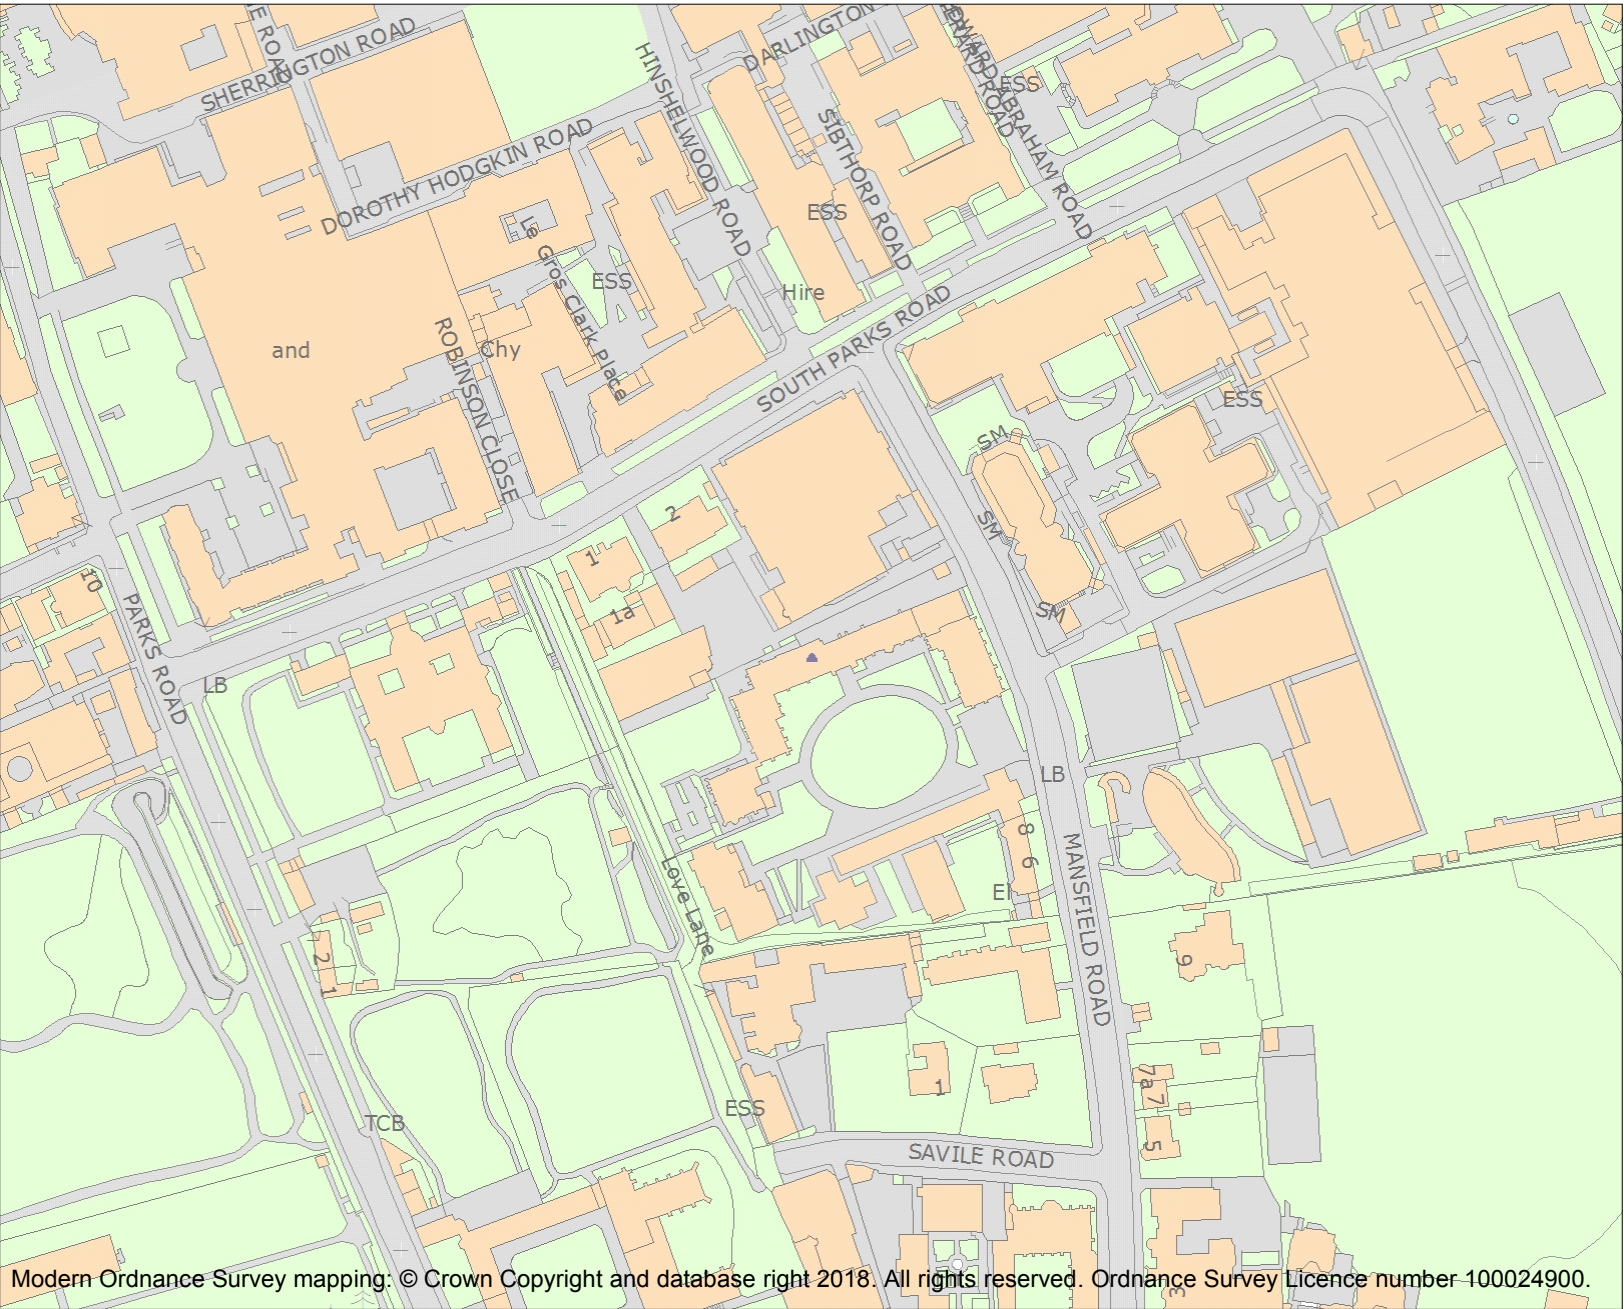 SHERRINGTON ROAD
HINSHELWOOD ROAD
DARLINGTON
ABRAHAM ROAD
ESS
SIBTHORP ROAD
DOROTHY HODGKIN ROAD
ESS
Le Gros Clark Place
ESS
Hire
SOUTH PARKS ROAD
and
ROBINSON CLOSE
Chy
ESS
SM
SM
SM
2
1
1a
10
PARKS ROAD
LB
LB
8
6
El
MANSFIELD ROAD
Love Lane
2
1
9
1
7a
7
5
ESS
TCB
SAVILE ROAD
3
Modern Ordnance Survey mapping: © Crown Copyright and database right 2018. All rights reserved. Ordnance Survey Licence number 100024900.